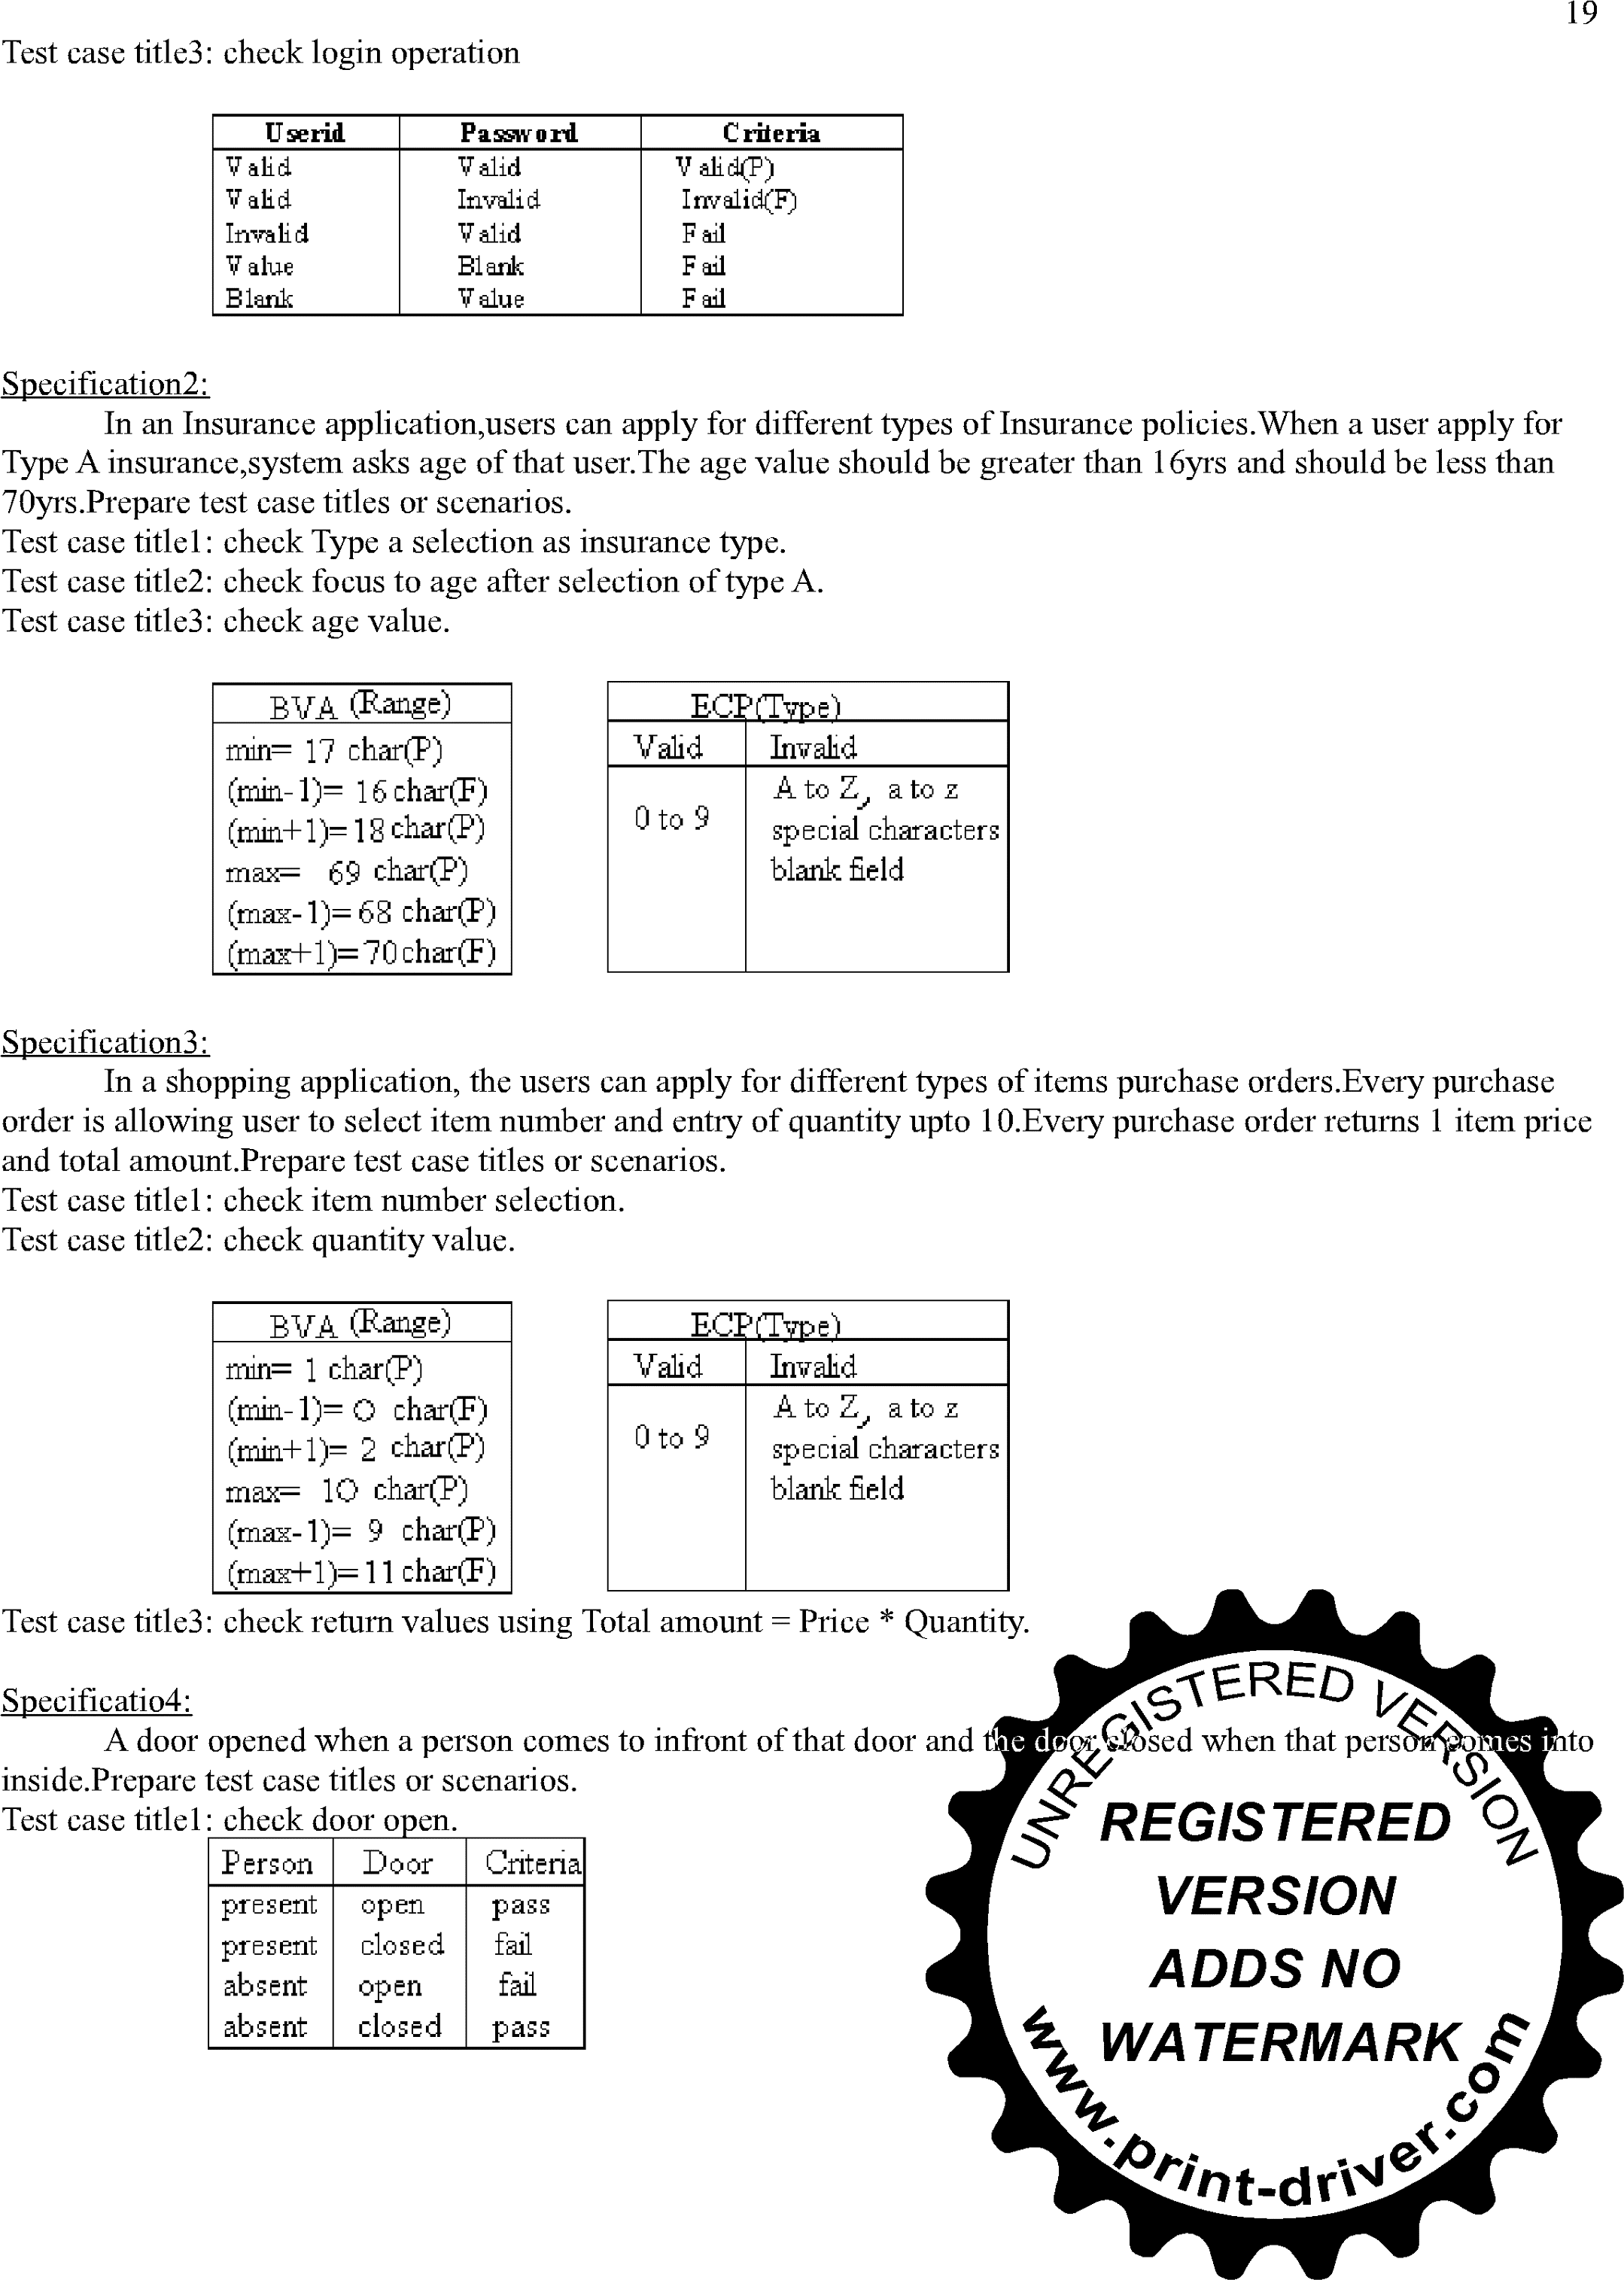 19
Test case title3: check login operation
Userid Password Criteria
Valid Valid Valid(P)
Valid Invalid Invalid(F)
Invalid Valid Fail
Value Blank Fail
Blank Value Fail
Specification2:
In an Insurance application,users can apply for different types of Insurance policies.When a user apply for
Type A insurance,system asks age of that user.The age value should be greater than 16yrs and should be less than
70yrs.Prepare test case titles or scenarios.
Test case title1: check Type a selection as insurance type.
Test case title2: check focus to age after selection of type A.
Test case title3: check age value.
BVA (Range)
min= 17 char(P)
(min-1)= 16 char(F)
(min+1)= 18 char(P)
max= 69 char(P)
(max-1)= 68 char(P)
(max+1)= 70 char(F)
ECP(Type)
Valid Invalid
0 to 9
A to Z, a to z
special characters
blank field
Specification3:
In a shopping application, the users can apply for different types of items purchase orders.Every purchase
order is allowing user to select item number and entry of quantity upto 10.Every purchase order returns 1 item price
and total amount.Prepare test case titles or scenarios.
Test case title1: check item number selection.
Test case title2: check quantity value.
BVA (Range)
min= 1 char(P)
(min-1)= 0 char(F)
(min+1)= 2 char(P)
max= 10 char(P)
(max-1)= 9 char(P)
(max+1)= 11 char(F)
ECP(Type)
Valid Invalid
0 to 9
A to Z, a to z
special characters
blank field
Test case title3: check return values using Total amount = Price * Quantity.
Specificatio4:
A door opened when a person comes to infront of that door and the door closed when that person comes into
inside.Prepare test case titles or scenarios.
Test case title1: check door open.
Person Door Criteria
present open pass
present closed fail
absent open fail
absent closed pass
UNREGISTERED VERSION
REGISTERED
VERSION
ADDS NO
WATERMARK
www.print-driver.com